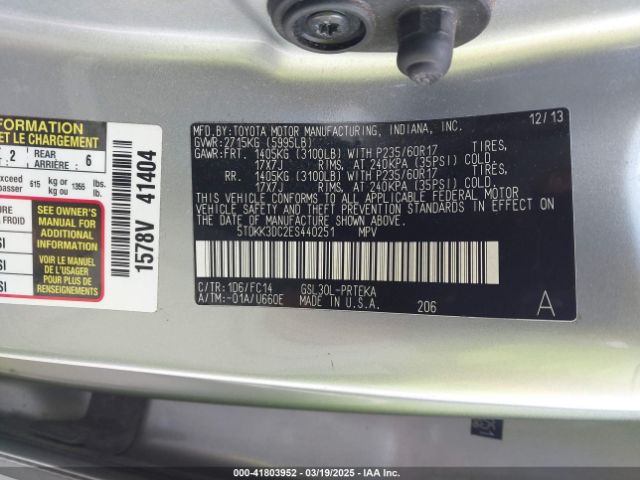 FORMATION
ET LE CHARGEMENT
2 REAR ARRIÈRE : 6
exceed 615 kg or kg ou 1355 lbs. lb.
SEE OWNER'S
MANUAL FOR
ADDITIONAL
INFORMATION
VOIR LE MANUEL
DE L'USAGER
POUR PLUS DE
RENSEIGNEMENTS
1578V 41404
MFD.BY:TOYOTA MOTOR MANUFACTURING, INDIANA, INC. 12/13
GVWR:2715KG(5995LB)
GAWR:FRT. 1405KG(3100LB)WITH P235/60R17 TIRES,
17X7J RIMS, AT 240KPA(35PSI)COLD.
RR. 1405KG(3100LB)WITH P235/60R17 TIRES,
17X7J RIMS, AT 240KPA(35PSI)COLD.
THIS VEHICLE CONFORMS TO ALL APPLICABLE FEDERAL MOTOR
VEHICLE SAFETY AND THEFT PREVENTION STANDARDS IN EFFECT ON
THE DATE OF MANUFACTURE SHOWN ABOVE.
5TDKK3DC2ES440251 MPV
C/TR:1D6/FC14 GSL30L-PRTEKA
A/TM:-01A/U660E MADE IN U.S.A. 206 A
000-41803952 — 03/19/2025 — IAA Inc.